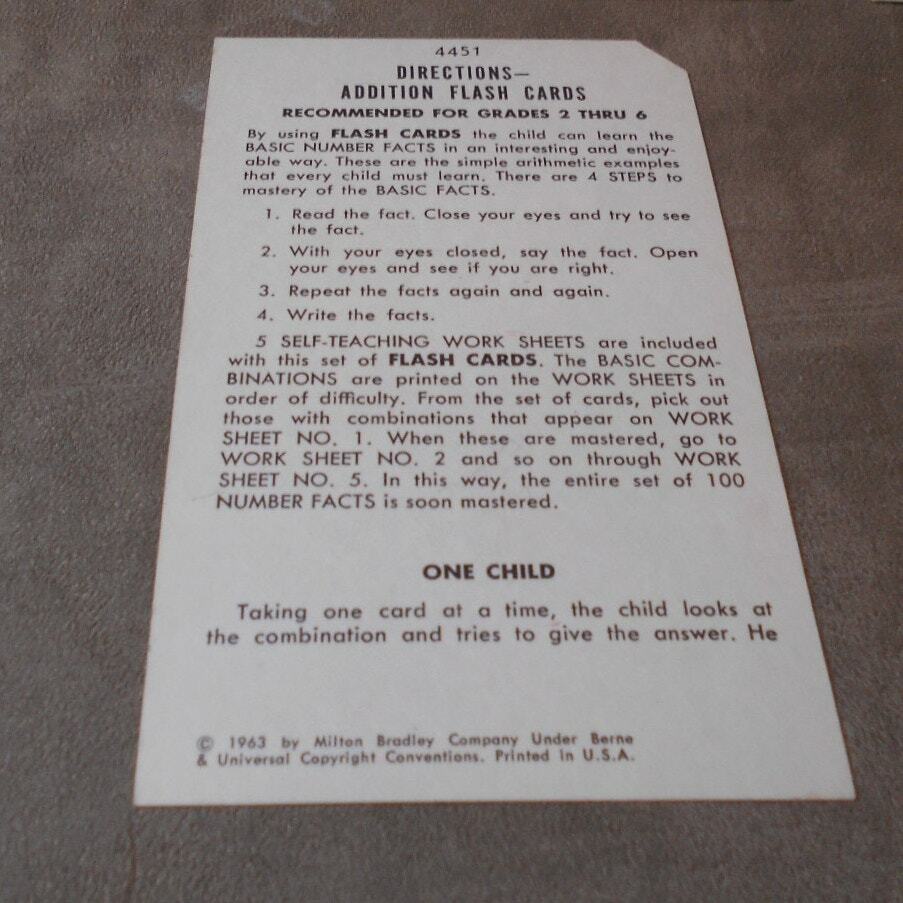 4451
DIRECTIONS—
ADDITION FLASH CARDS
RECOMMENDED FOR GRADES 2 THRU 6
By using FLASH CARDS the child can learn the
BASIC NUMBER FACTS in an interesting and enjoy-
able way. These are the simple arithmetic examples
that every child must learn. There are 4 STEPS to
mastery of the BASIC FACTS.
1. Read the fact. Close your eyes and try to see
the fact.
2. With your eyes closed, say the fact. Open
your eyes and see if you are right.
3. Repeat the facts again and again.
4. Write the facts.
5 SELF-TEACHING WORK SHEETS are included
with this set of FLASH CARDS. The BASIC COM-
BINATIONS are printed on the WORK SHEETS in
order of difficulty. From the set of cards, pick out
those with combinations that appear on WORK
SHEET NO. 1. When these are mastered, go to
WORK SHEET NO. 2 and so on through WORK
SHEET NO. 5. In this way, the entire set of 100
NUMBER FACTS is soon mastered.
ONE CHILD
Taking one card at a time, the child looks at
the combination and tries to give the answer. He
© 1963 by Milton Bradley Company Under Berne
& Universal Copyright Conventions. Printed in U.S.A.